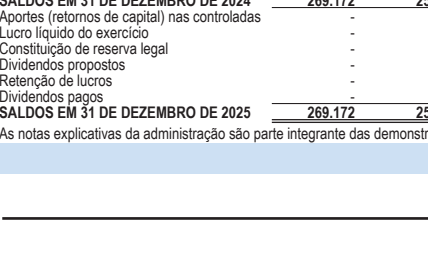 SALDOS EM 31 DE DEZEMBRO DE 2024 269.172 25
Aportes (retornos de capital) nas controladas -
Lucro líquido do exercício -
Constituição de reserva legal -
Dividendos propostos -
Retenção de lucros -
Dividendos pagos -
SALDOS EM 31 DE DEZEMBRO DE 2025 269.172 25
As notas explicativas da administração são parte integrante das demonstr